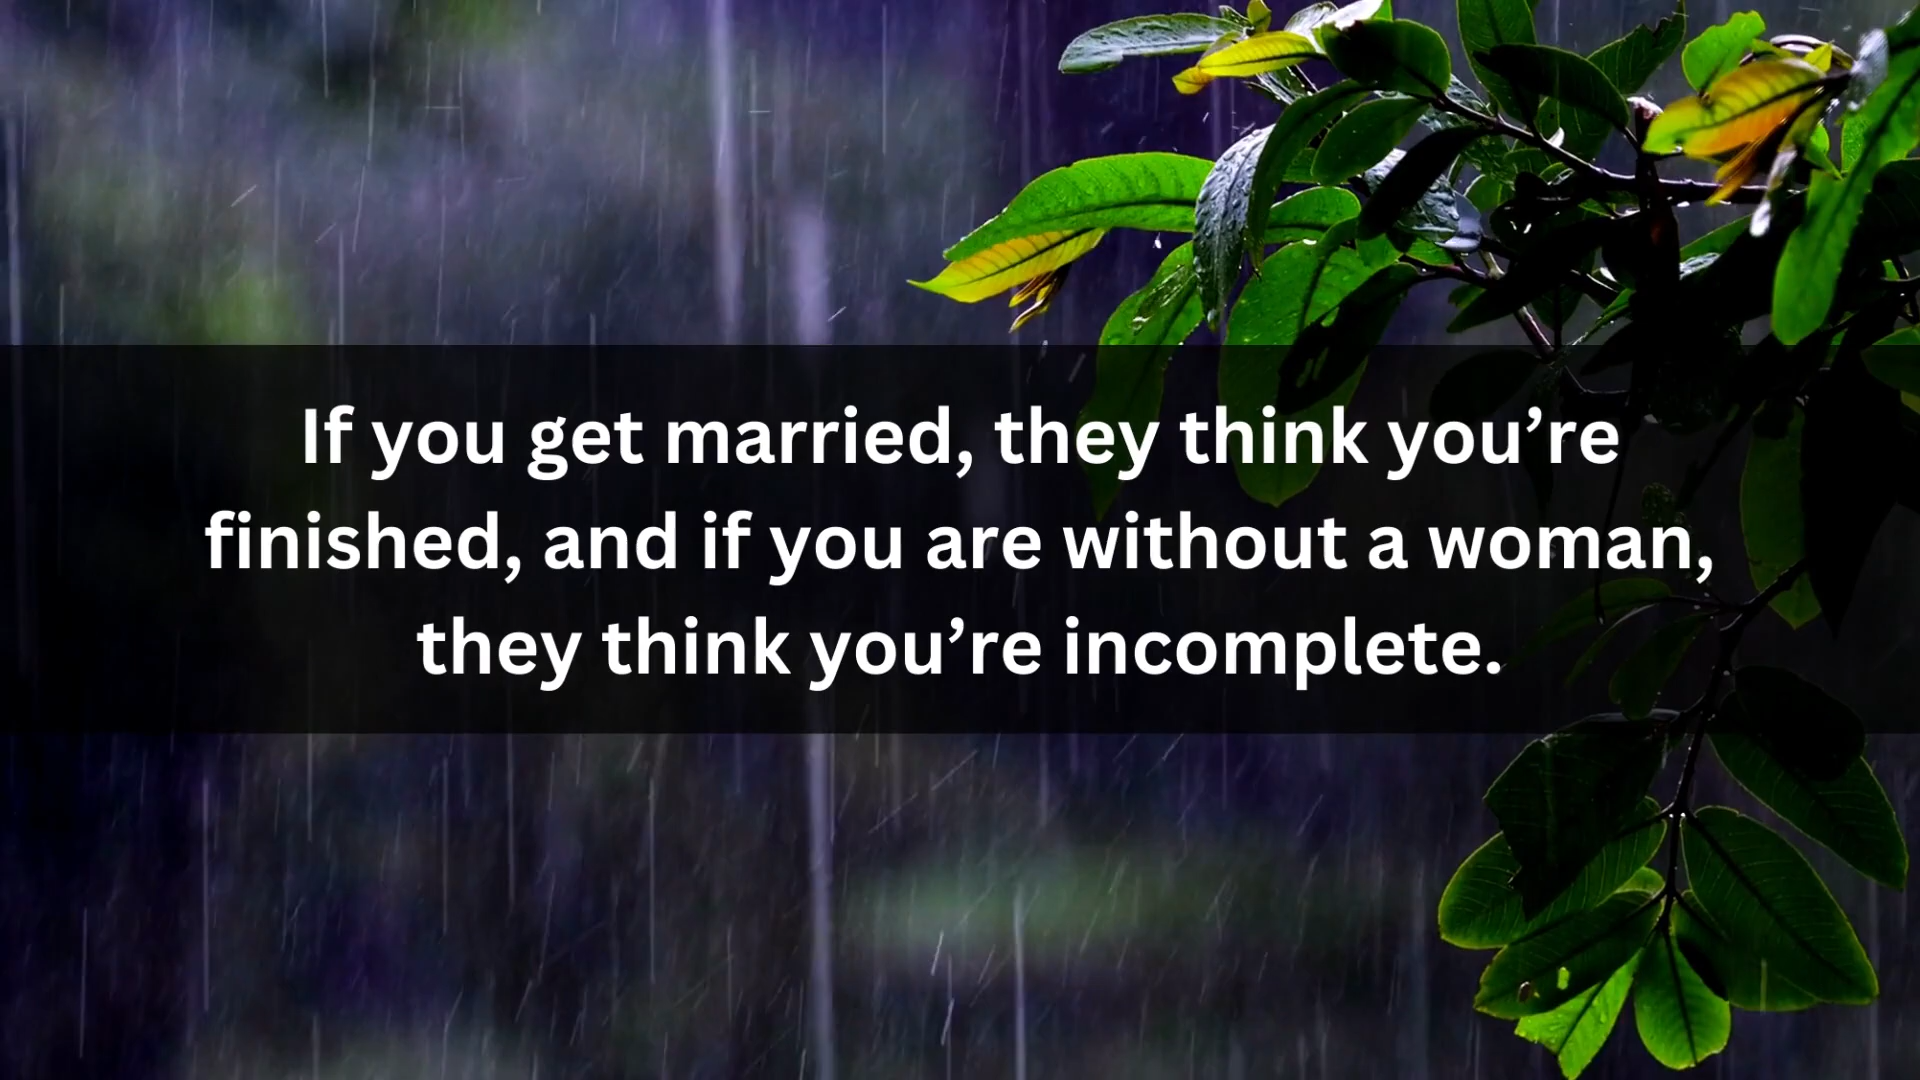 If you get married, they think you’re
finished, and if you are without a woman,
they think you’re incomplete.